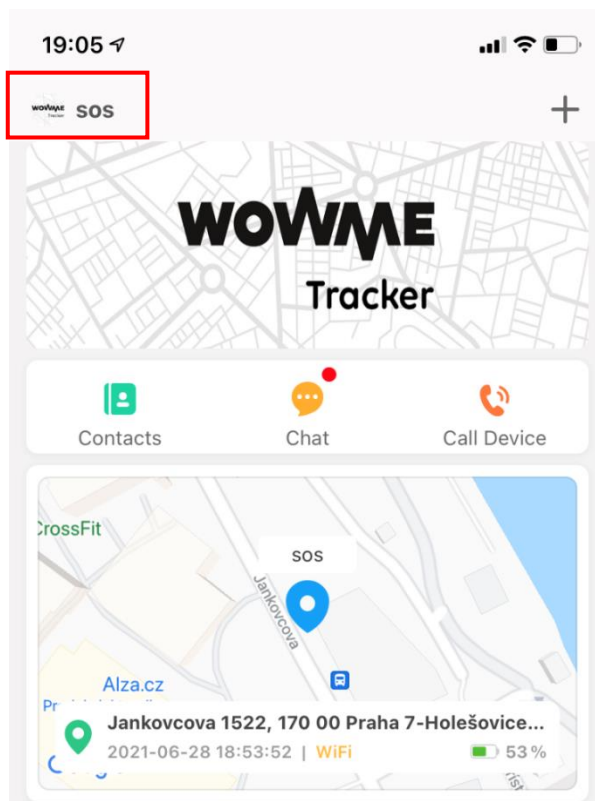 19:05
WOWME
Tracker
sos
WOWME
Tracker
Contacts
Chat
Call Device
CrossFit
sos
Jankovcova
Alza.cz
Jankovcova 1522, 170 00 Praha 7-Holešovice...
2021-06-28 18:53:52 | WiFi
53 %